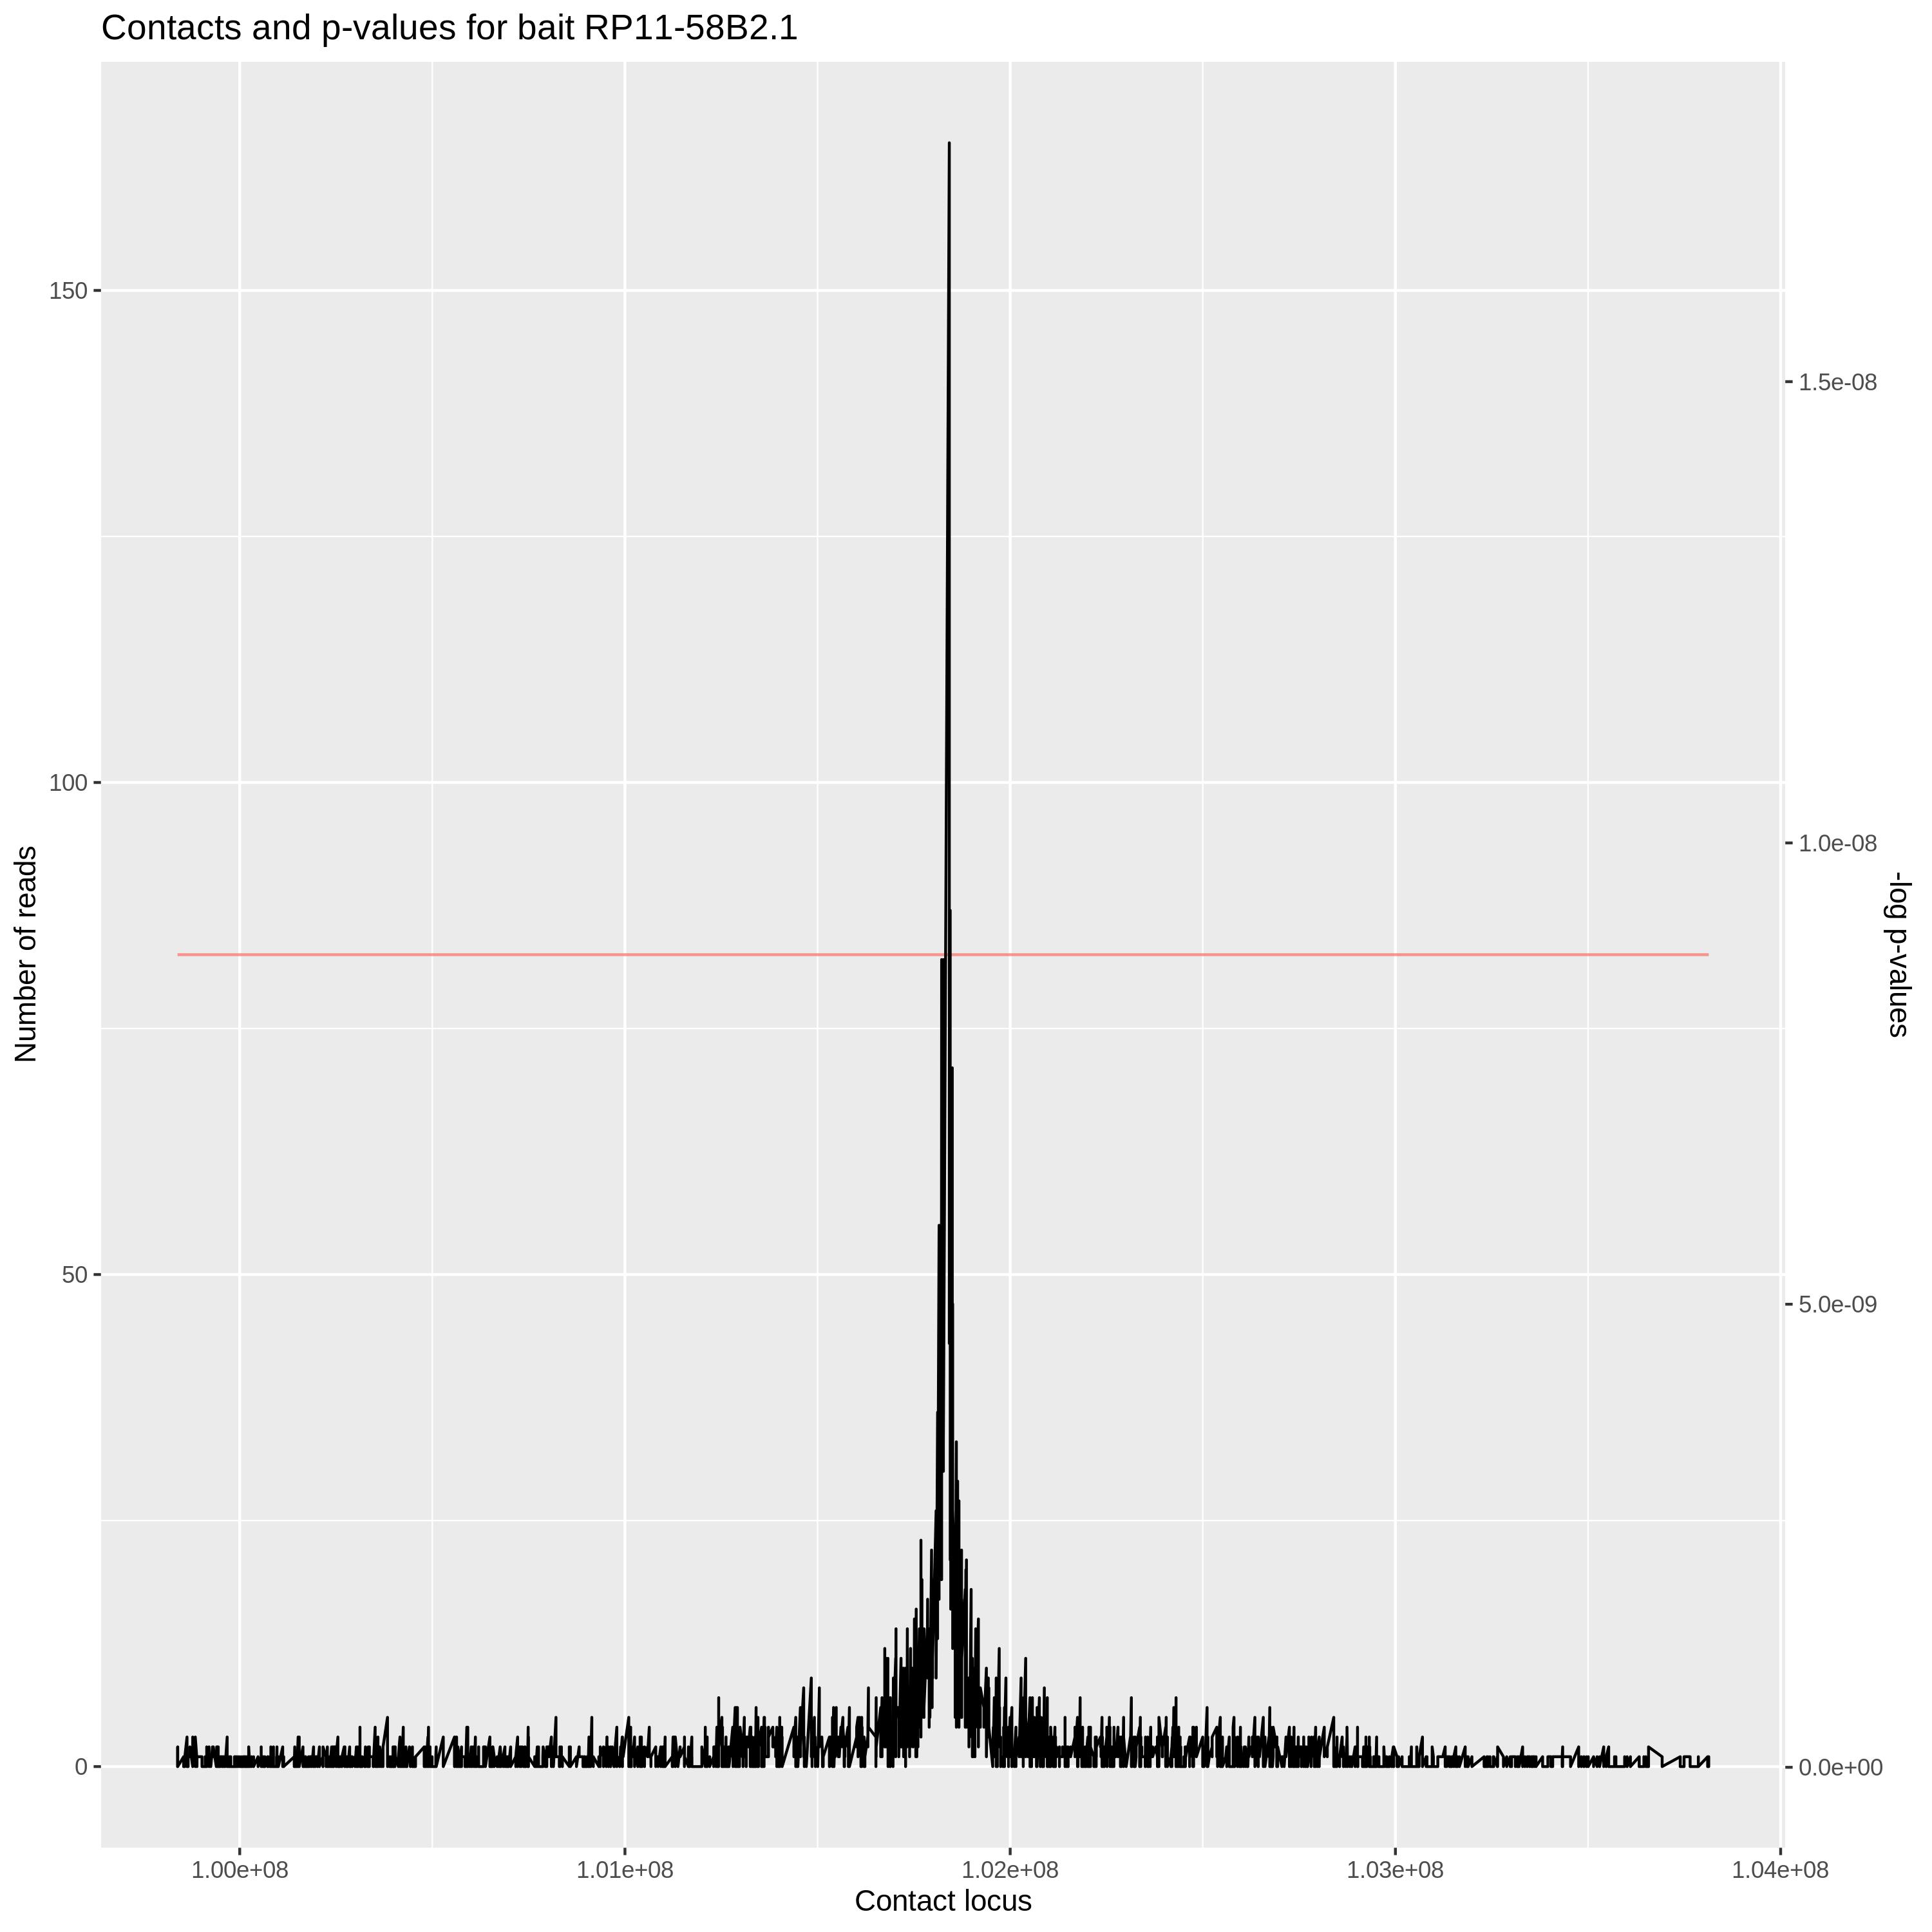 Contacts and p-values for bait RP11-58B2.1
150
100
50
0
Number of reads
1.5e-08
1.0e-08
5.0e-09
0.0e+00
-log p-values
1.00e+08
1.01e+08
1.02e+08
1.03e+08
1.04e+08
Contact locus